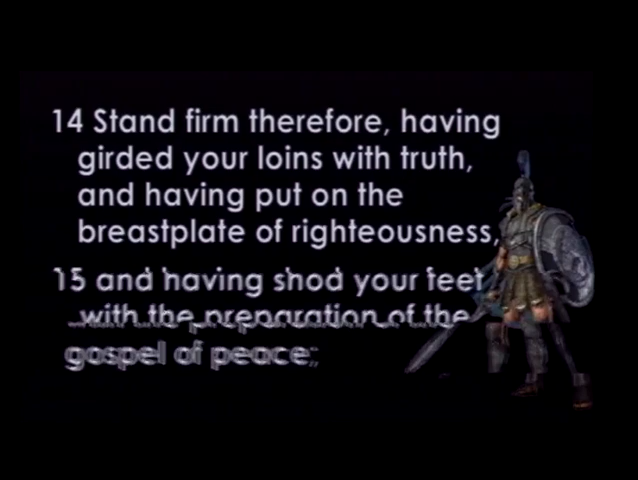 14 Stand firm therefore, having
girded your loins with truth,
and having put on the
breastplate of righteousness,
15 and having shod your feet
with the preparation of the
gospel of peace;